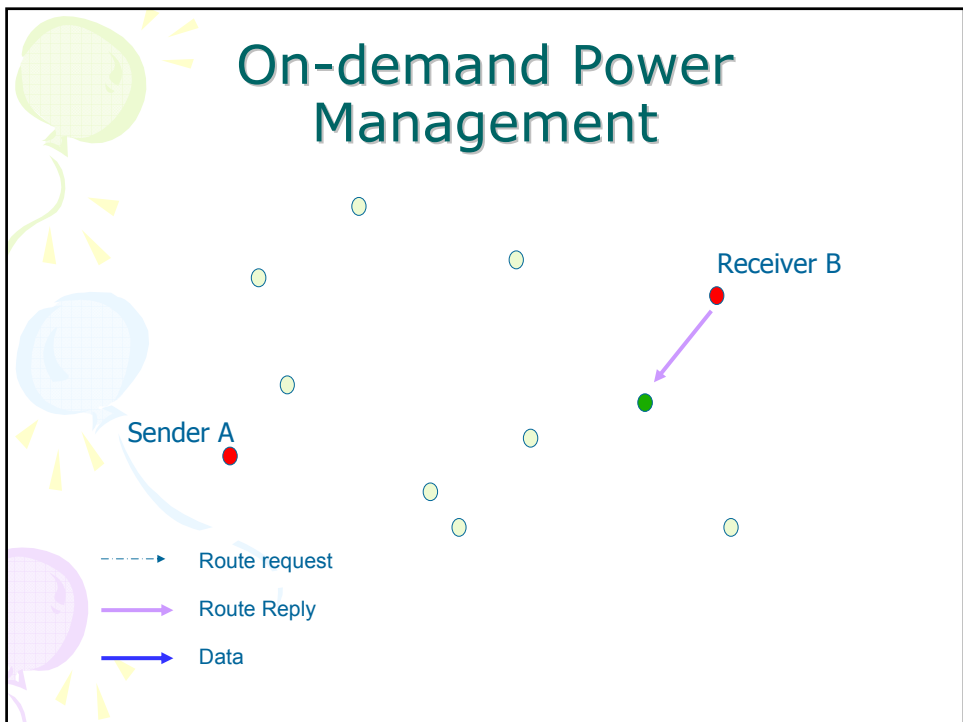 On-demand Power
Management
Receiver B
Sender A
Route request
Route Reply
Data